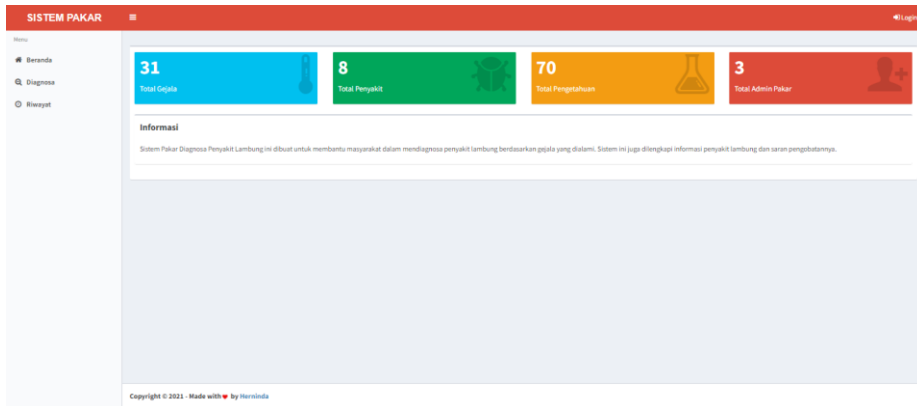 SISTEM PAKAR
Login
Menu
Beranda
Diagnosa
Riwayat
31
Total Gejala
8
Total Penyakit
70
Total Pengetahuan
3
Total Admin Pakar
Informasi
Sistem Pakar Diagnosa Penyakit Lambung ini dibuat untuk membantu masyarakat dalam mendiagnosa penyakit lambung berdasarkan gejala yang dialami. Sistem ini juga dilengkapi informasi penyakit lambung dan saran pengobatannya.
Copyright © 2021 - Made with ♥ by Herninda